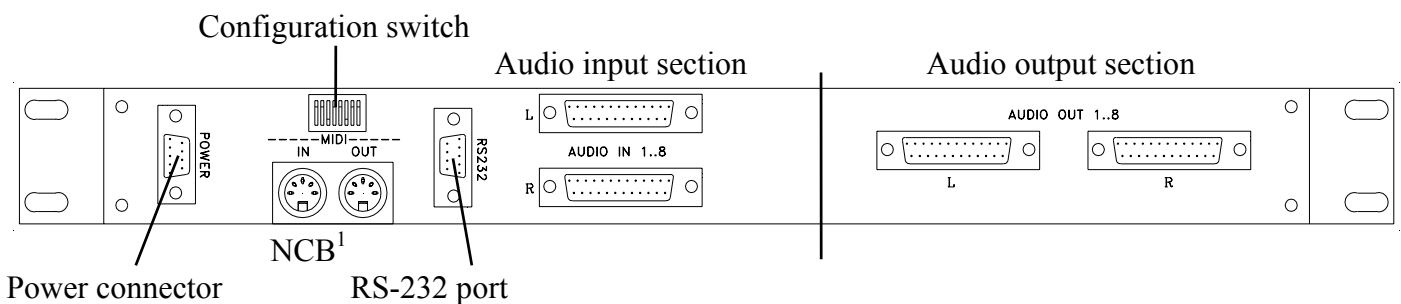 Configuration switch
Audio input section
Audio output section
POWER
MIDI
IN OUT
RS232
L
AUDIO IN 1..8
R
AUDIO OUT 1..8
L
R
NCB1
Power connector
RS-232 port